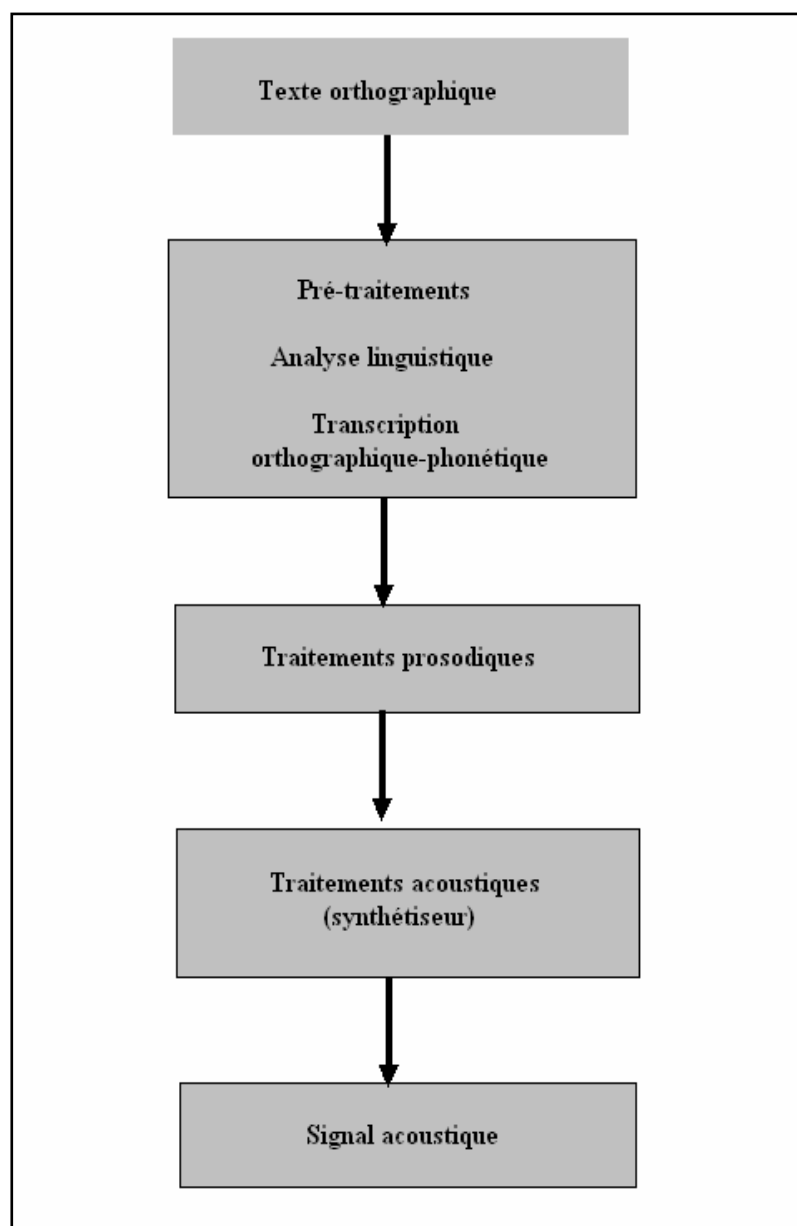 Texte orthographique
Pré-traitements
Analyse linguistique
Transcription
orthographique-phonétique
Traitements prosodiques
Traitements acoustiques
(synthétiseur)
Signal acoustique